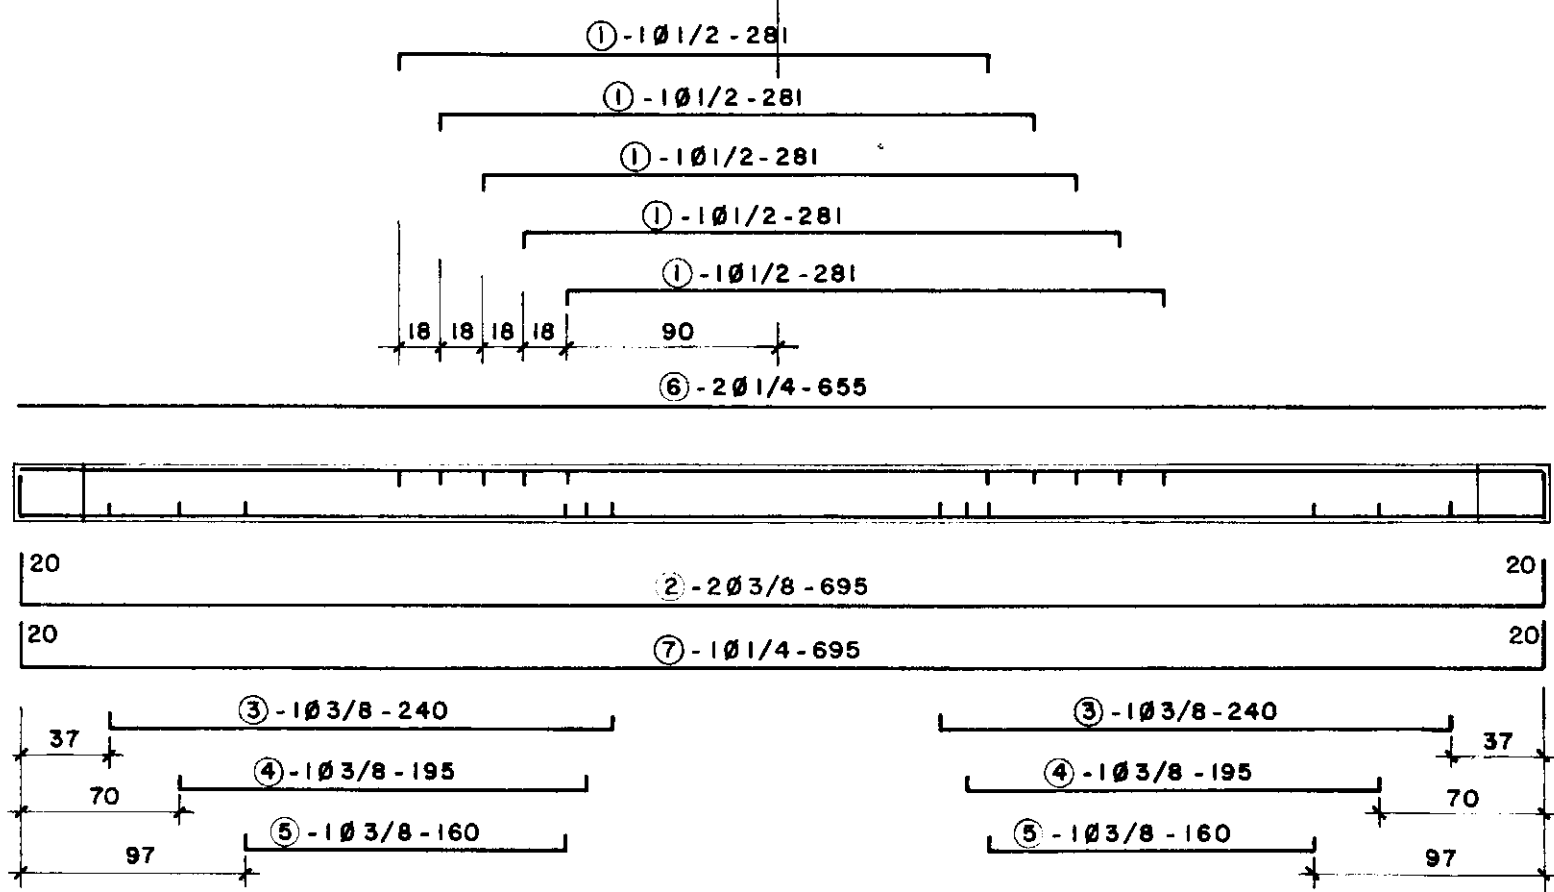 ① - 1Ø1/2 - 281
① - 1Ø1/2 - 281
① - 1Ø1/2 - 281
① - 1Ø1/2 - 281
① - 1Ø1/2 - 281
18 18 18 18 90
⑥ - 2Ø1/4 - 655
20 20
② - 2Ø3/8 - 695
20 20
⑦ - 1Ø1/4 - 695
③ - 1Ø3/8 - 240 ③ - 1Ø3/8 - 240
37 37
④ - 1Ø3/8 - 195 ④ - 1Ø3/8 - 195
70 70
⑤ - 1Ø3/8 - 160 ⑤ - 1Ø3/8 - 160
97 97